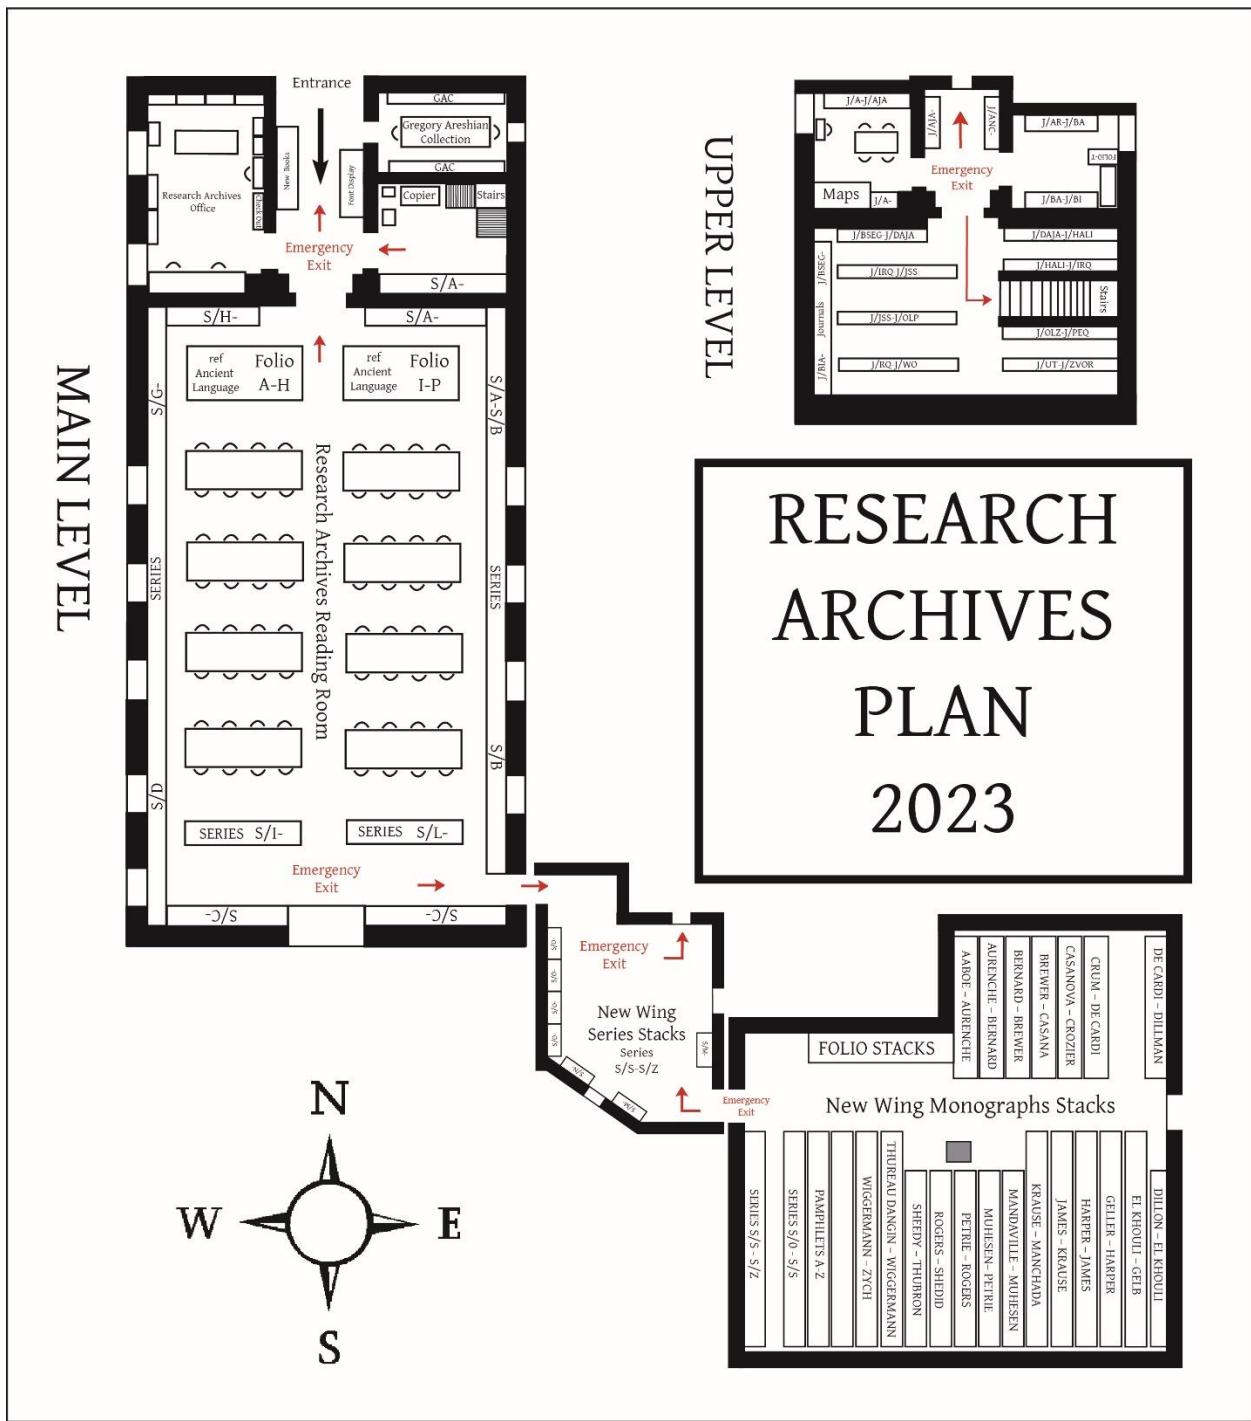 MAIN LEVEL
Entrance
Research Archives
Office
Check Out
New Books
Font Display
GAC
Gregory Areshian
Collection
GAC
Copier
Stairs
Emergency
Exit
S/A-
S/H-
S/A-
ref
Ancient
Language
Folio
A-H
ref
Ancient
Language
Folio
I-P
S/G-
SERIES
S/D
Research Archives Reading Room
S/A-S/B
SERIES
S/B
SERIES S/I-
SERIES S/L-
Emergency
Exit
S/C-
S/C-
UPPER LEVEL
J/A-J/AJA
J/AJA-
J/ANC-
J/AR-J/BA
FOLIO-T
Emergency
Exit
Maps
J/A-
J/BA-J/BI
J/BSEG-J/DAJA
J/DAJA-J/HALI
J/BSEG-
Journals
J/BIA-
J/IRQ-J/JSS
J/HALI-J/IRQ
Stairs
J/JSS-J/OLP
J/OLZ-J/PEQ
J/RQ-J/WO
J/UT-J/ZVOR
RESEARCH
ARCHIVES
PLAN
2023
Emergency
Exit
S/O-
S/O-
S/O-
S/O-
S/N-
S/M-
S/M-
New Wing
Series Stacks
Series
S/S-S/Z
Emergency
Exit
FOLIO STACKS
AABOE – AURENCHE
AURENCHE – BERNARD
BERNARD – BREWER
BREWER – CASANA
CASANOVA – CROZIER
CRUM – DE CARDI
DE CARDI – DILLMAN
New Wing Monographs Stacks
SERIES S/S - S/Z
SERIES S/O - S/S
PAMPHLETS A-Z
WIGGERMANN – ZYCH
THUREAU DANGIN – WIGGERMANN
SHEEDY – THUBRON
ROGERS – SHEDID
PETRIE – ROGERS
MUHESEN– PETRIE
MANDAVILLE – MUHESEN
KRAUSE – MANCHADA
JAMES – KRAUSE
HARPER – JAMES
GELLER – HARPER
EL KHOULI – GELB
DILLON – EL KHOULI
N
W
E
S